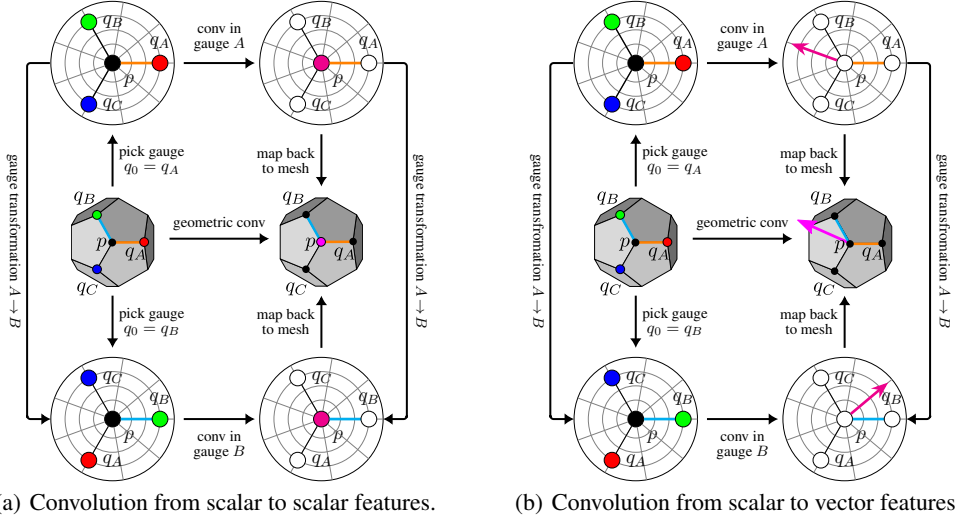 q_B
q_A
p
q_C
conv in
gauge A
q_B
q_A
p
q_C
gauge transformation A → B
pick gauge
q_0 = q_A
map back
to mesh
gauge transformation A → B
q_B
p
q_A
q_C
geometric conv
q_B
p
q_A
q_C
pick gauge
q_0 = q_B
map back
to mesh
q_C
q_B
p
q_A
conv in
gauge B
q_C
q_B
p
q_A
a) Convolution from scalar to scalar features.
q_B
q_A
p
q_C
conv in
gauge A
q_B
q_A
p
q_C
gauge transfromation A → B
pick gauge
q_0 = q_A
map back
to mesh
gauge transfromation A → B
q_B
p
q_A
q_C
geometric conv
q_B
p
q_A
q_C
pick gauge
q_0 = q_B
map back
to mesh
q_C
q_B
p
q_A
conv in
gauge B
q_C
q_B
p
q_A
(b) Convolution from scalar to vector features